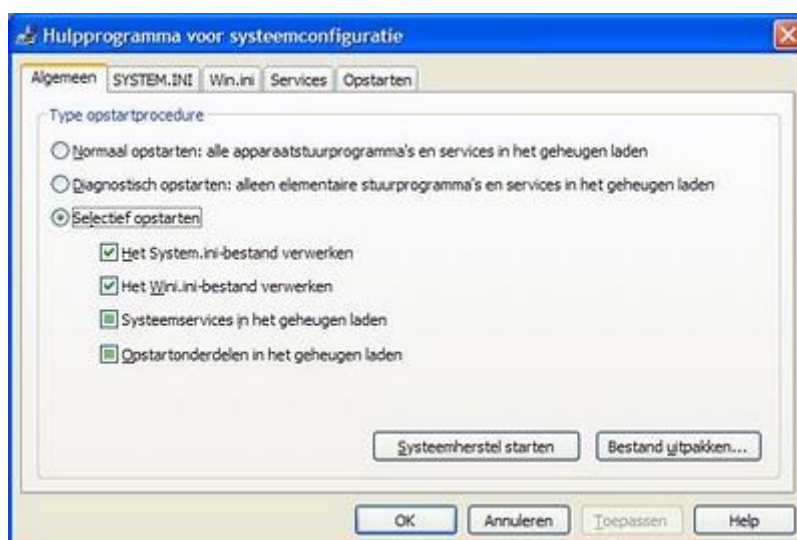 Hulpprogramma voor systeemconfiguratie
Algemeen SYSTEM.INI Win.ini Services Opstarten
Type opstartprocedure
Normaal opstarten: alle apparaatstuurprogramma's en services in het geheugen laden
Diagnostisch opstarten: alleen elementaire stuurprogramma's en services in het geheugen laden
Selectief opstarten
Het System.ini-bestand verwerken
Het Wini.ini-bestand verwerken
Systeemservices in het geheugen laden
Opstartonderdelen in het geheugen laden
Systeemherstel starten Bestand uitpakken...
OK Annuleren Toepassen Help